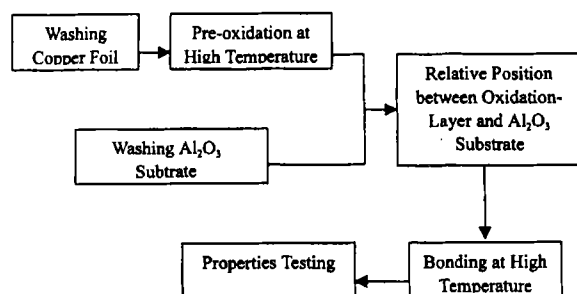 Washing
Copper Foil
Pre-oxidation at
High Temperature
Washing Al₂O₃
Subtrate
Relative Position
between Oxidation-
Layer and Al₂O₃
Substrate
Properties Testing
Bonding at High
Temperature